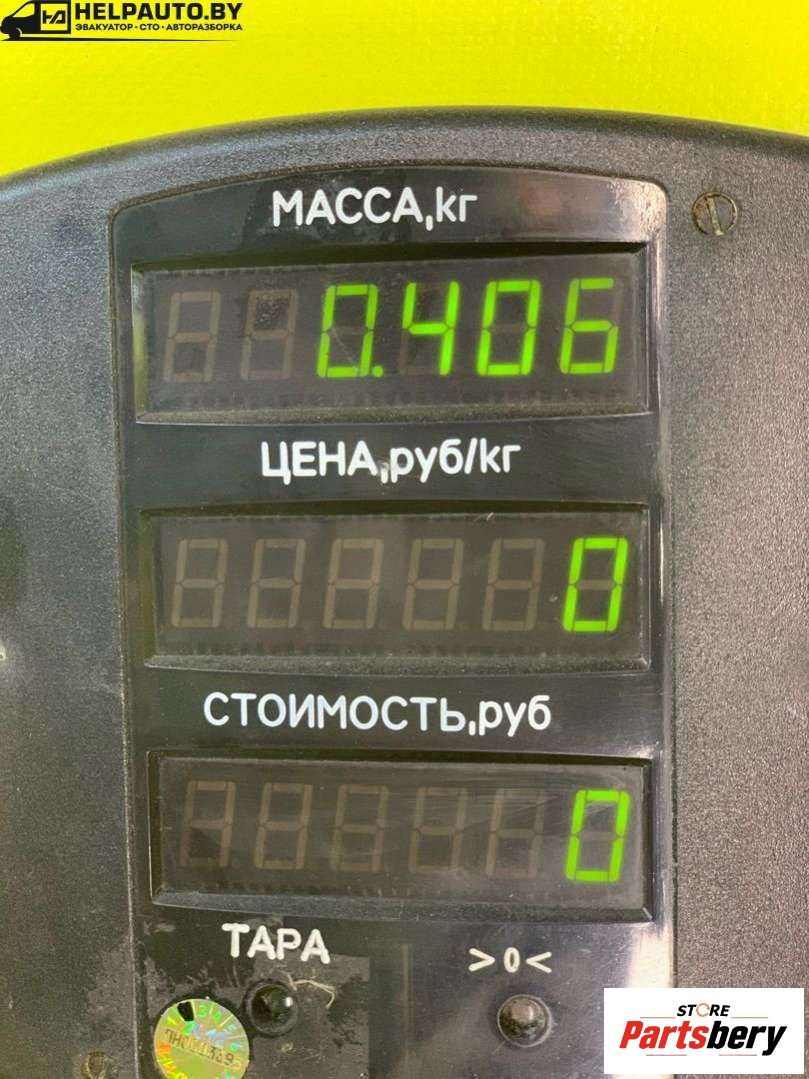 HELPAUTO.BY
ЭВАКУАТОР•СТО•АВТОРАЗБОРКА
МАССА,кг
0.406
ЦЕНА,руб/кг
0
СТОИМОСТЬ,руб
0
ТАРА
>0<
STORE
Partsbery